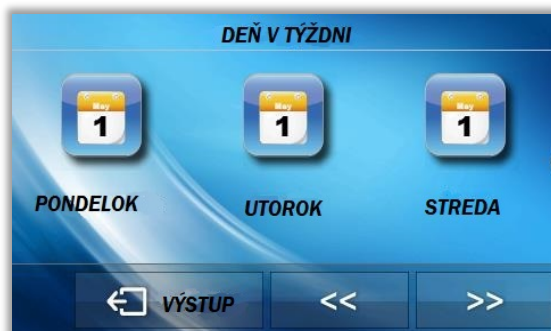 DEŇ V TÝŽDNI
May May May
1 1 1
PONDELOK UTOROK STREDA
VÝSTUP << >>